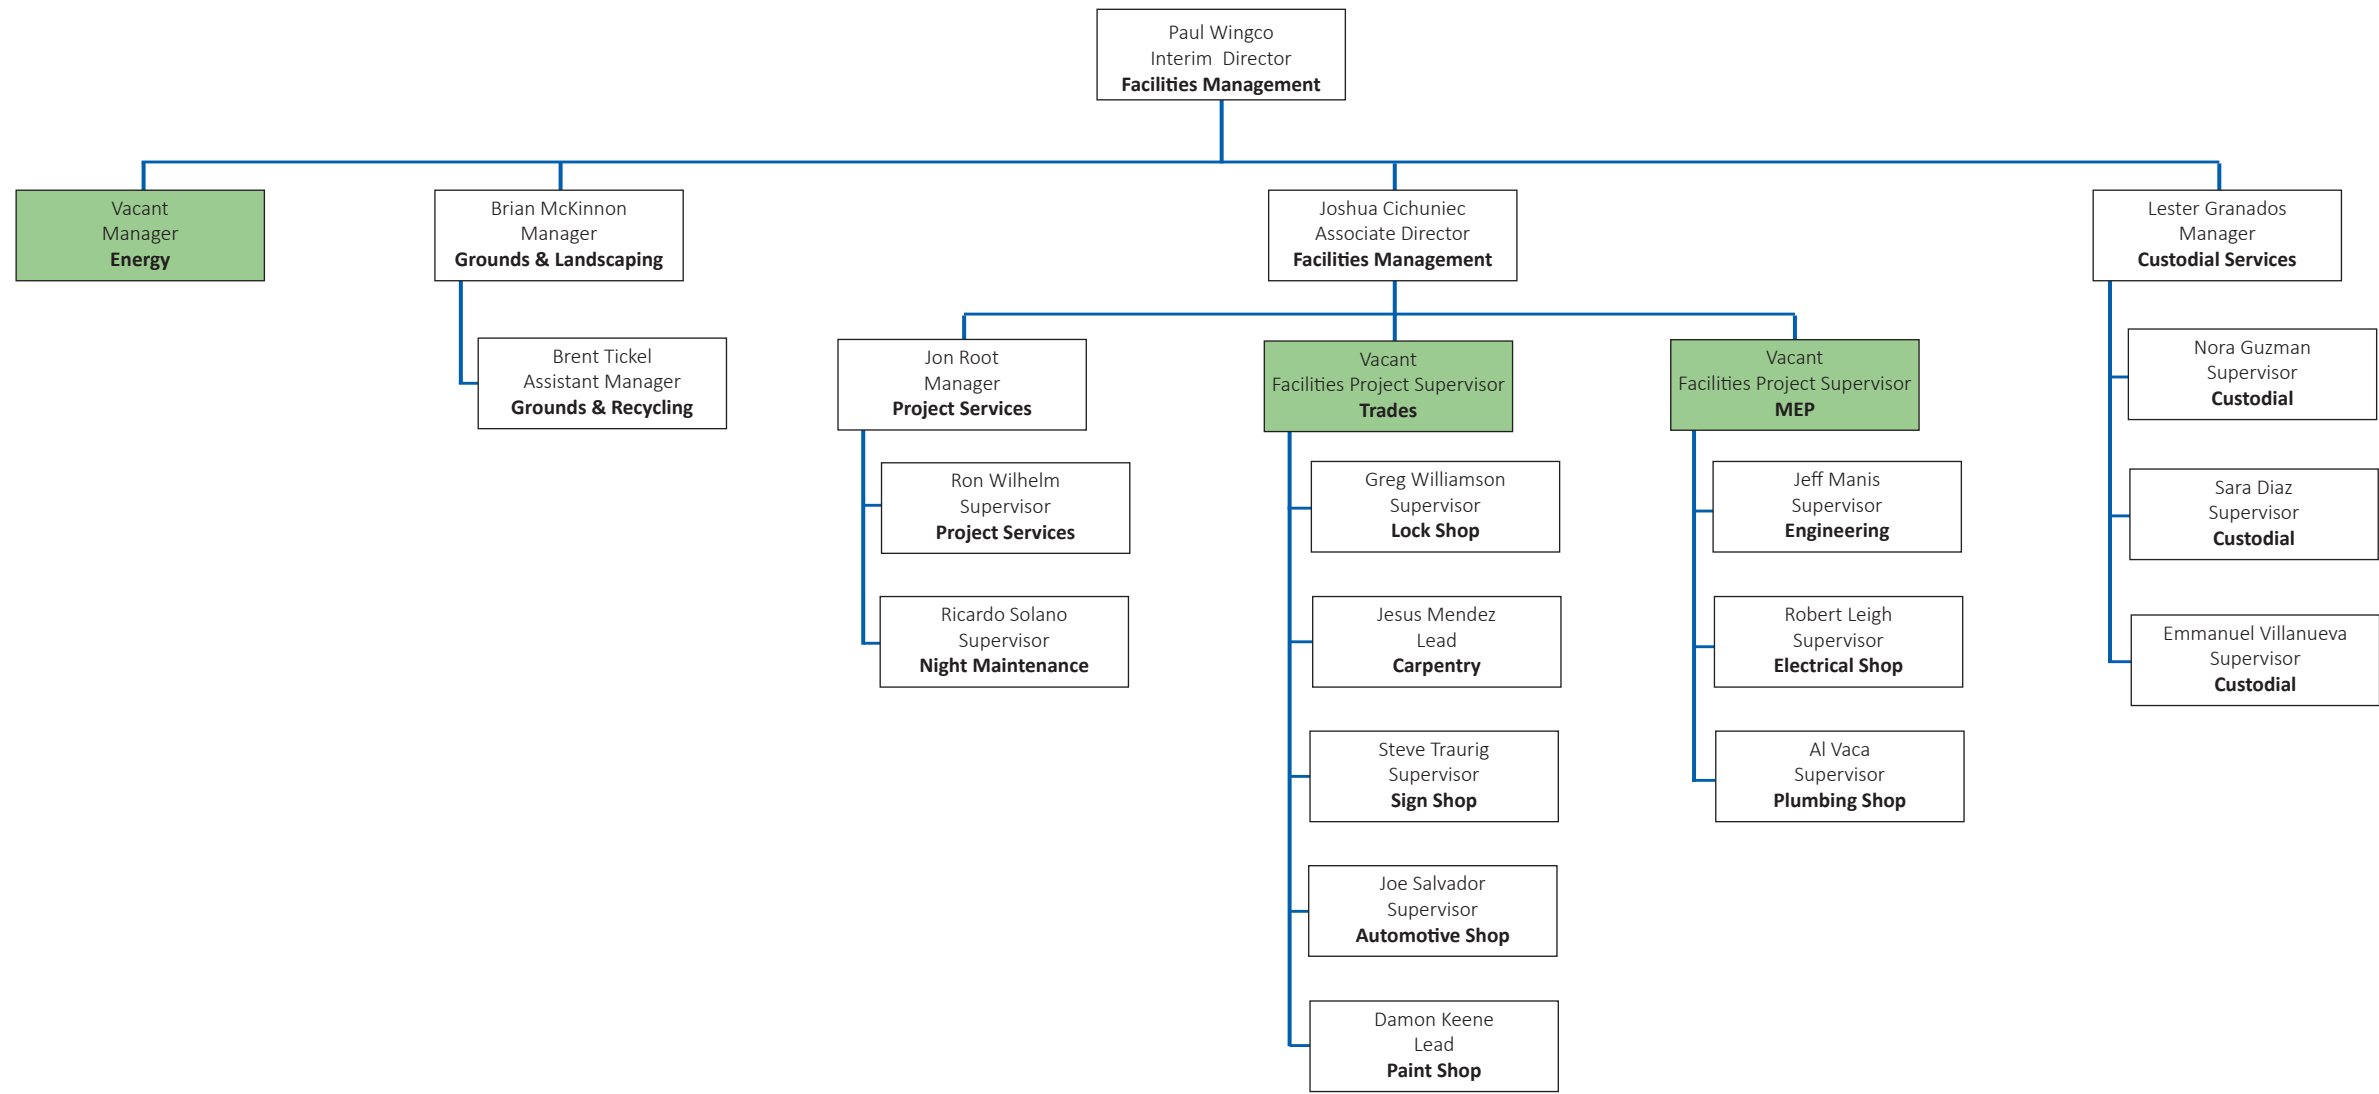 Paul Wingco
Interim Director
Facilities Management
Vacant
Manager
Energy
Brian McKinnon
Manager
Grounds & Landscaping
Joshua Cichuniec
Associate Director
Facilities Management
Lester Granados
Manager
Custodial Services
Brent Tickel
Assistant Manager
Grounds & Recycling
Jon Root
Manager
Project Services
Ron Wilhelm
Supervisor
Project Services
Ricardo Solano
Supervisor
Night Maintenance
Vacant
Facilities Project Supervisor
Trades
Greg Williamson
Supervisor
Lock Shop
Jesus Mendez
Lead
Carpentry
Steve Traurig
Supervisor
Sign Shop
Joe Salvador
Supervisor
Automotive Shop
Damon Keene
Lead
Paint Shop
Vacant
Facilities Project Supervisor
MEP
Jeff Manis
Supervisor
Engineering
Robert Leigh
Supervisor
Electrical Shop
Al Vaca
Supervisor
Plumbing Shop
Nora Guzman
Supervisor
Custodial
Sara Diaz
Supervisor
Custodial
Emmanuel Villanueva
Supervisor
Custodial